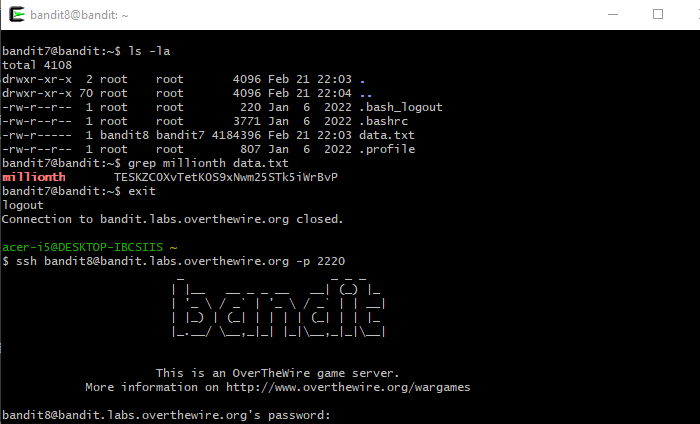 bandit8@bandit: ~
bandit7@bandit:~$ ls -la
total 4108
drwxr-xr-x  2 root    root       4096 Feb 21 22:03 .
drwxr-xr-x 70 root    root       4096 Feb 21 22:04 ..
-rw-r--r--  1 root    root        220 Jan  6  2022 .bash_logout
-rw-r--r--  1 root    root       3771 Jan  6  2022 .bashrc
-rw-r-----  1 bandit8 bandit7 4184396 Feb 21 22:03 data.txt
-rw-r--r--  1 root    root        807 Jan  6  2022 .profile
bandit7@bandit:~$ grep millionth data.txt
millionth       TESKZC0XvTetK0S9xNwm25STk5iWrBvP
bandit7@bandit:~$ exit
logout
Connection to bandit.labs.overthewire.org closed.
acer-i5@DESKTOP-IBCSIIS ~
$ ssh bandit8@bandit.labs.overthewire.org -p 2220
bandit
This is an OverTheWire game server.
More information on http://www.overthewire.org/wargames
bandit8@bandit.labs.overthewire.org's password: